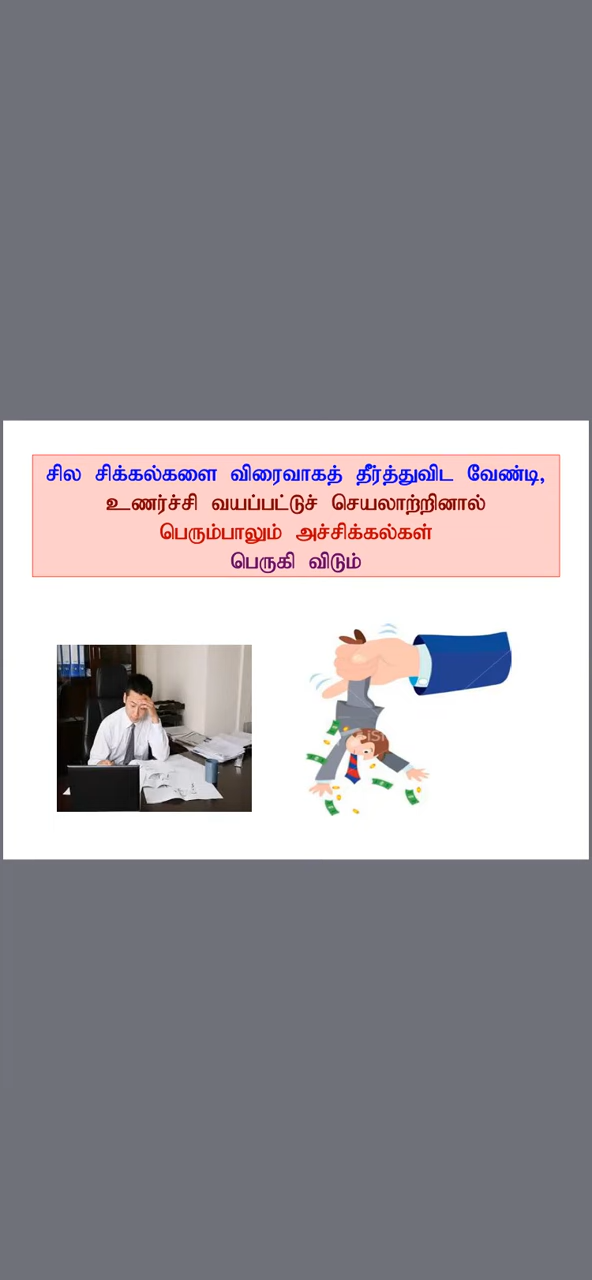 சில சிக்கல்களை விரைவாகத் தீர்த்துவிட வேண்டி,
உணர்ச்சி வயப்பட்டுச் செயலாற்றினால்
பெரும்பாலும் அச்சிக்கல்கள்
பெருகி விடும்